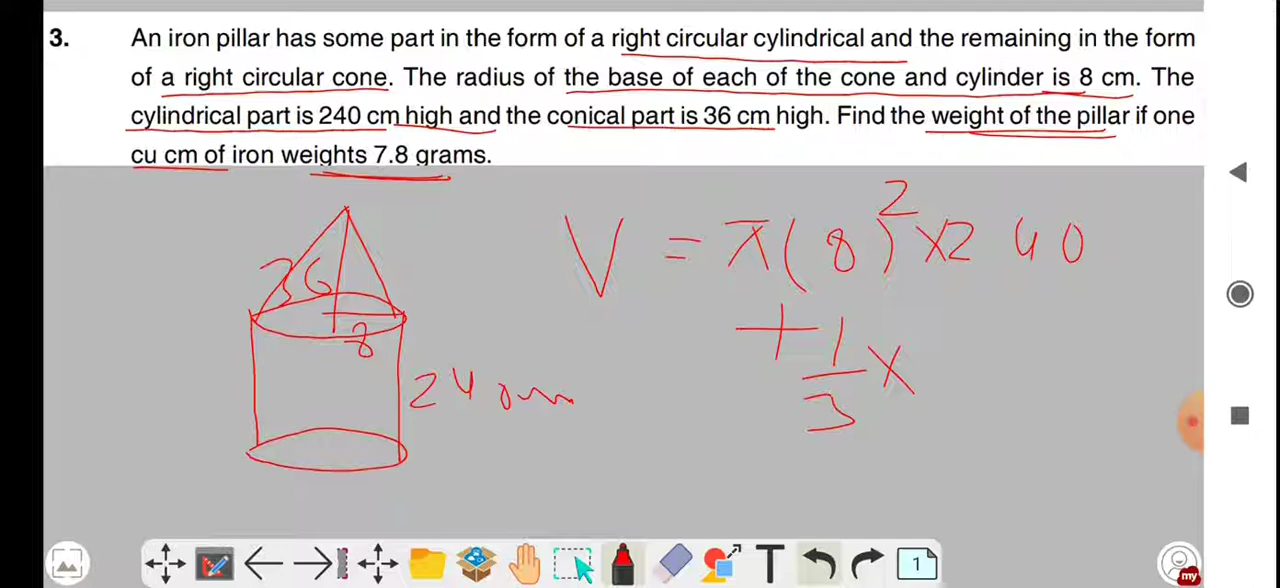 3. An iron pillar has some part in the form of a right circular cylindrical and the remaining in the form
of a right circular cone. The radius of the base of each of the cone and cylinder is 8 cm. The
cylindrical part is 240 cm high and the conical part is 36 cm high. Find the weight of the pillar if one
cu cm of iron weights 7.8 grams.
V = π(8)² × 240
+ 1/3 ×
36
8
240m
T
1
my